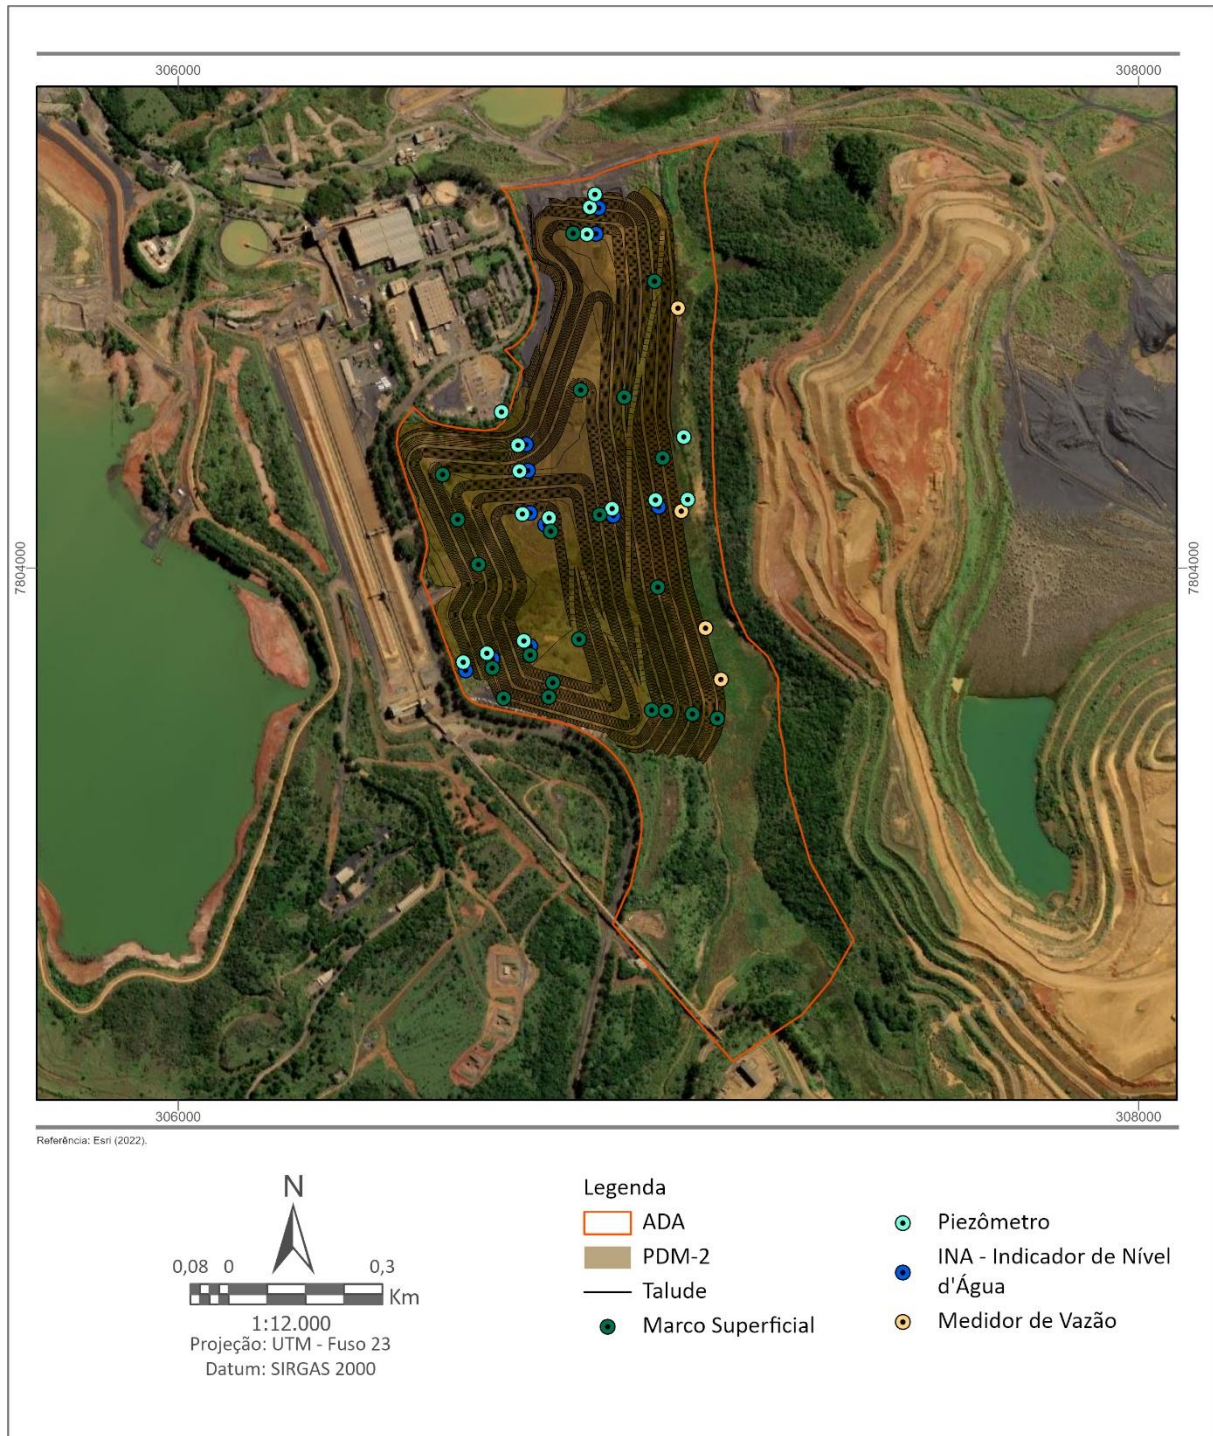 306000
308000
7804000
7804000
306000
308000
Referência: Esri (2022).
N
0,08 0 0,3
Km
1:12.000
Projeção: UTM - Fuso 23
Datum: SIRGAS 2000
Legenda
ADA
PDM-2
Talude
Marco Superficial
Piezômetro
INA - Indicador de Nível
d'Água
Medidor de Vazão